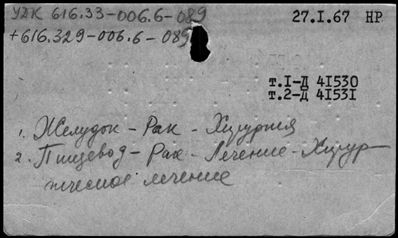 УДК 616.33-006.6-089 27.I.67 НР
+616.329-006.6-089
т.1-Д 41530
т.2-Д 41531
1. Желудок - Рак - Хирургия
2. Пищевод - Рак - Лечение - Хирур-
гическое лечение